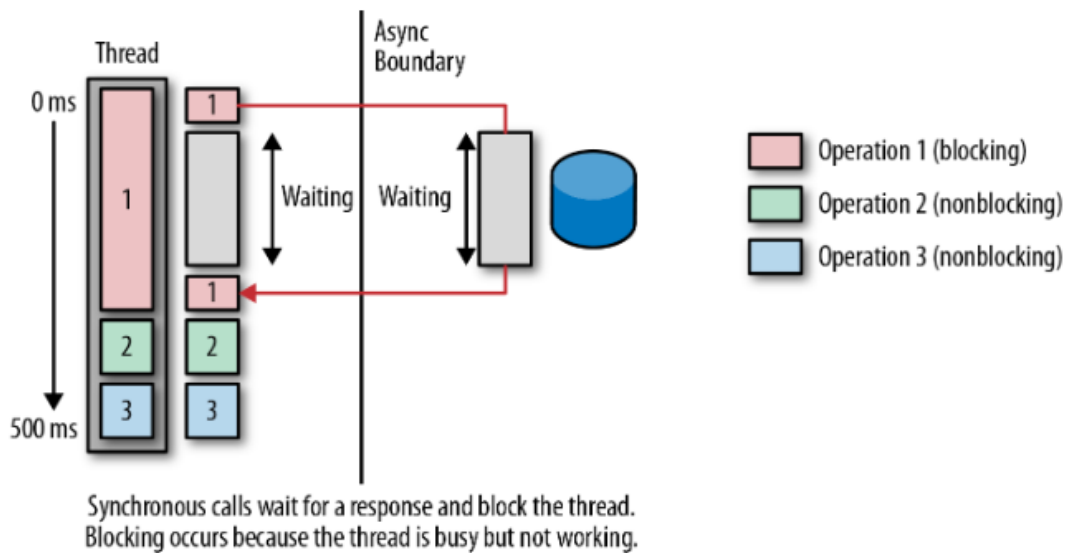 Thread
Async
Boundary
0 ms
1
1
Waiting
Waiting
1
2
2
3
3
500 ms
Operation 1 (blocking)
Operation 2 (nonblocking)
Operation 3 (nonblocking)
Synchronous calls wait for a response and block the thread.
Blocking occurs because the thread is busy but not working.